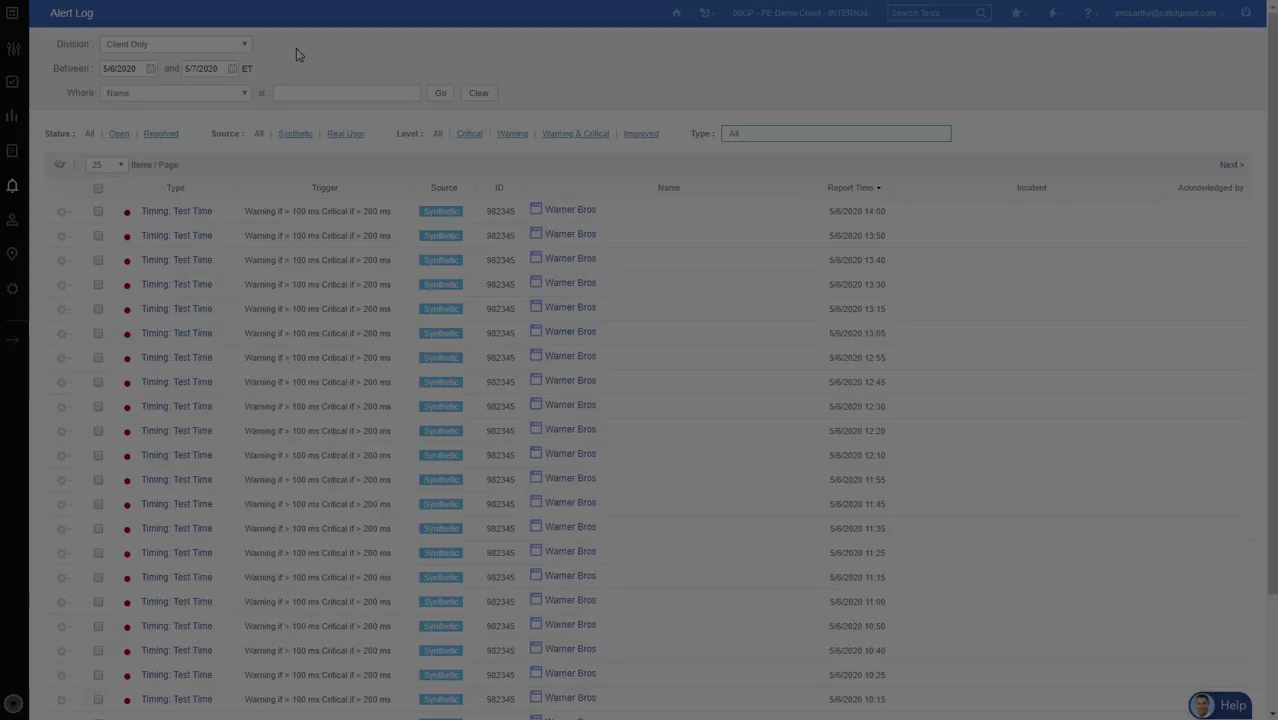 Alert Log
00CP - PE Demo Client - INTERNAL
Search Tests
jmccarthy@catchpoint.com
Division : Client Only
Between : 5/6/2020 and 5/7/2020 ET
Where Name is : Go Clear
Status : All | Open | Resolved Source : All | Synthetic | Real User Level : All | Critical | Warning | Warning & Critical | Improved Type : All
25 Items / Page Next >
Type Trigger Source ID Name Report Time Incident Acknowledged by
Timing: Test Time Warning if > 100 ms Critical if > 200 ms Synthetic 982345 Warner Bros 5/6/2020 14:00
Timing: Test Time Warning if > 100 ms Critical if > 200 ms Synthetic 982345 Warner Bros 5/6/2020 13:50
Timing: Test Time Warning if > 100 ms Critical if > 200 ms Synthetic 982345 Warner Bros 5/6/2020 13:40
Timing: Test Time Warning if > 100 ms Critical if > 200 ms Synthetic 982345 Warner Bros 5/6/2020 13:30
Timing: Test Time Warning if > 100 ms Critical if > 200 ms Synthetic 982345 Warner Bros 5/6/2020 13:15
Timing: Test Time Warning if > 100 ms Critical if > 200 ms Synthetic 982345 Warner Bros 5/6/2020 13:05
Timing: Test Time Warning if > 100 ms Critical if > 200 ms Synthetic 982345 Warner Bros 5/6/2020 12:55
Timing: Test Time Warning if > 100 ms Critical if > 200 ms Synthetic 982345 Warner Bros 5/6/2020 12:45
Timing: Test Time Warning if > 100 ms Critical if > 200 ms Synthetic 982345 Warner Bros 5/6/2020 12:30
Timing: Test Time Warning if > 100 ms Critical if > 200 ms Synthetic 982345 Warner Bros 5/6/2020 12:20
Timing: Test Time Warning if > 100 ms Critical if > 200 ms Synthetic 982345 Warner Bros 5/6/2020 12:10
Timing: Test Time Warning if > 100 ms Critical if > 200 ms Synthetic 982345 Warner Bros 5/6/2020 11:55
Timing: Test Time Warning if > 100 ms Critical if > 200 ms Synthetic 982345 Warner Bros 5/6/2020 11:45
Timing: Test Time Warning if > 100 ms Critical if > 200 ms Synthetic 982345 Warner Bros 5/6/2020 11:35
Timing: Test Time Warning if > 100 ms Critical if > 200 ms Synthetic 982345 Warner Bros 5/6/2020 11:25
Timing: Test Time Warning if > 100 ms Critical if > 200 ms Synthetic 982345 Warner Bros 5/6/2020 11:15
Timing: Test Time Warning if > 100 ms Critical if > 200 ms Synthetic 982345 Warner Bros 5/6/2020 11:00
Timing: Test Time Warning if > 100 ms Critical if > 200 ms Synthetic 982345 Warner Bros 5/6/2020 10:50
Timing: Test Time Warning if > 100 ms Critical if > 200 ms Synthetic 982345 Warner Bros 5/6/2020 10:40
Timing: Test Time Warning if > 100 ms Critical if > 200 ms Synthetic 982345 Warner Bros 5/6/2020 10:25
Timing: Test Time Warning if > 100 ms Critical if > 200 ms Synthetic 982345 Warner Bros 5/6/2020 10:15
Help